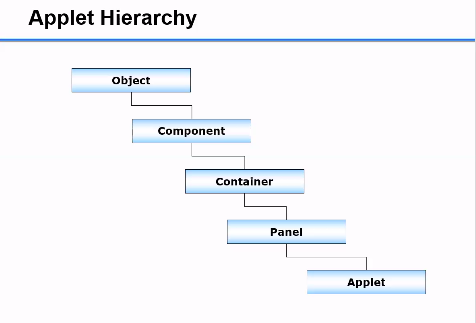 Applet Hierarchy
Object
Component
Container
Panel
Applet